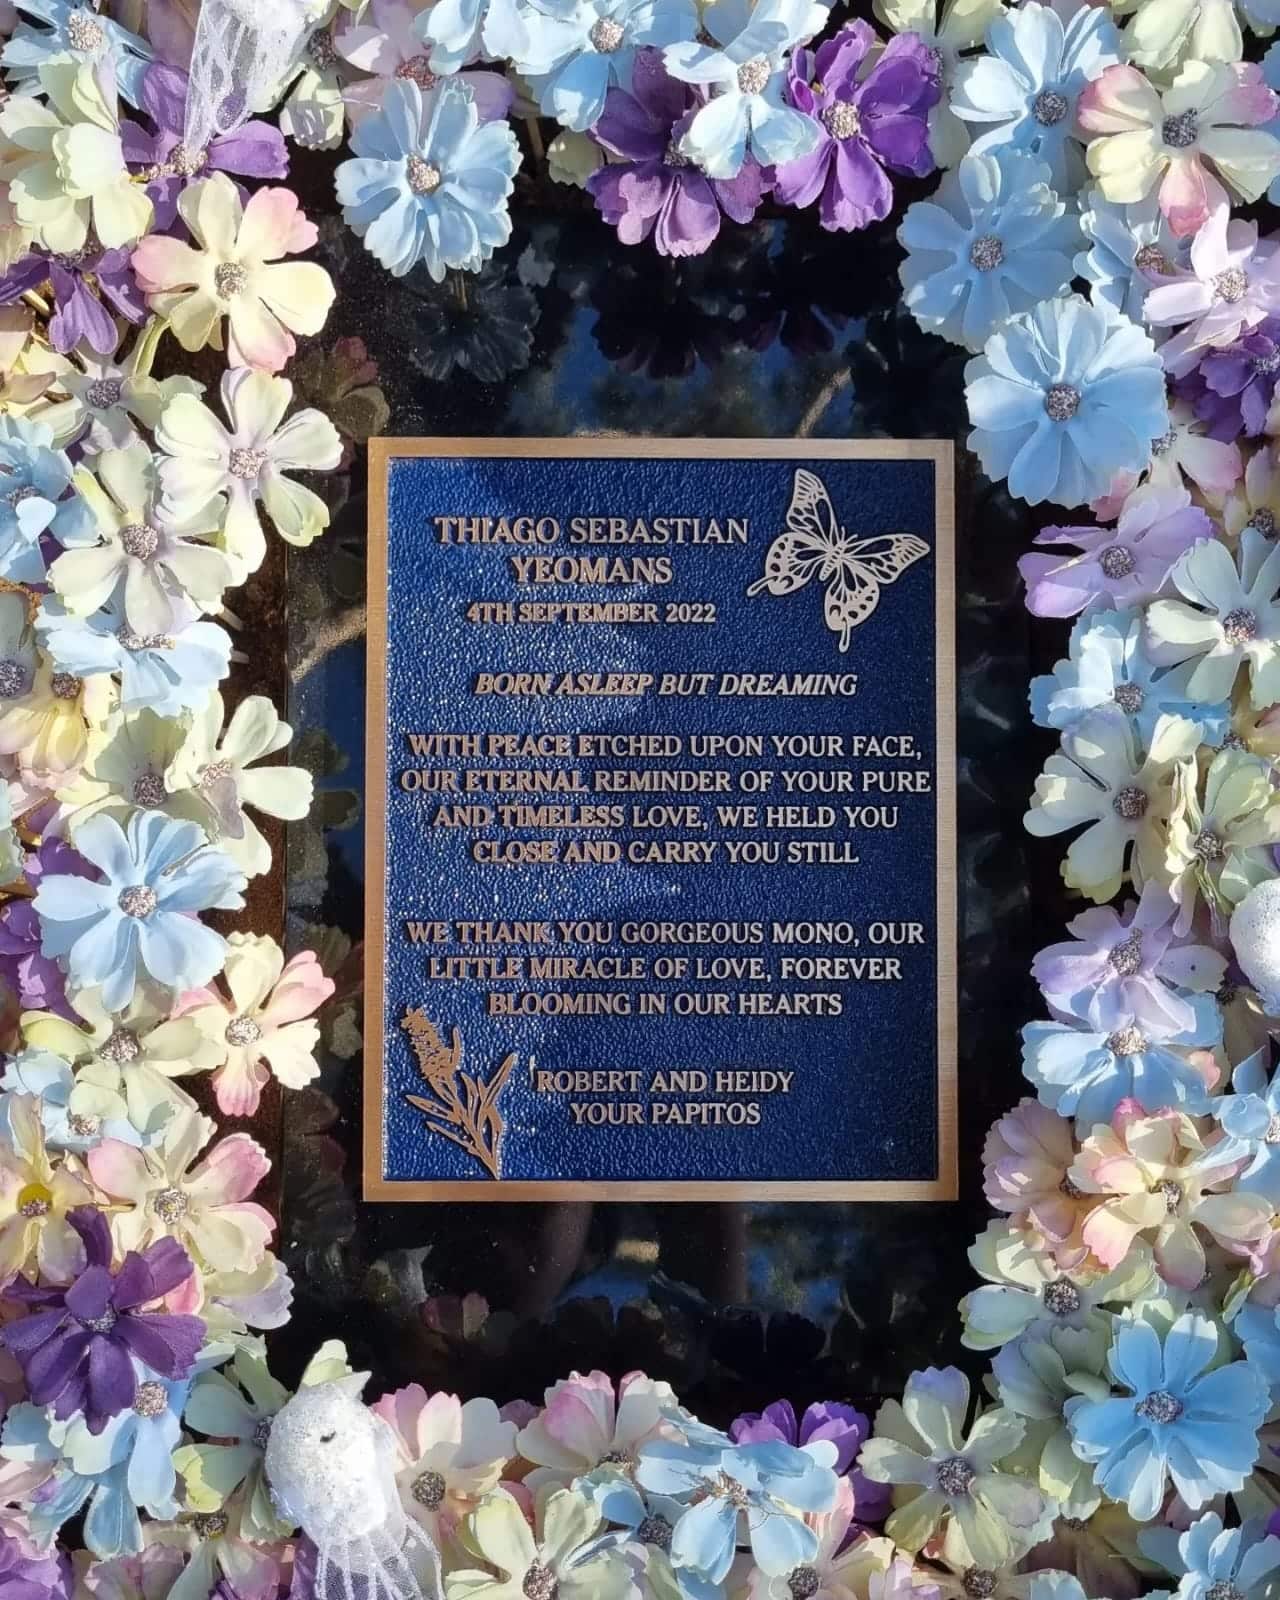 THIAGO SEBASTIAN
YEOMANS
4TH SEPTEMBER 2022
BORN ASLEEP BUT DREAMING
WITH PEACE ETCHED UPON YOUR FACE,
OUR ETERNAL REMINDER OF YOUR PURE
AND TIMELESS LOVE, WE HELD YOU
CLOSE AND CARRY YOU STILL
WE THANK YOU GORGEOUS MONO, OUR
LITTLE MIRACLE OF LOVE, FOREVER
BLOOMING IN OUR HEARTS
ROBERT AND HEIDY
YOUR PAPITOS